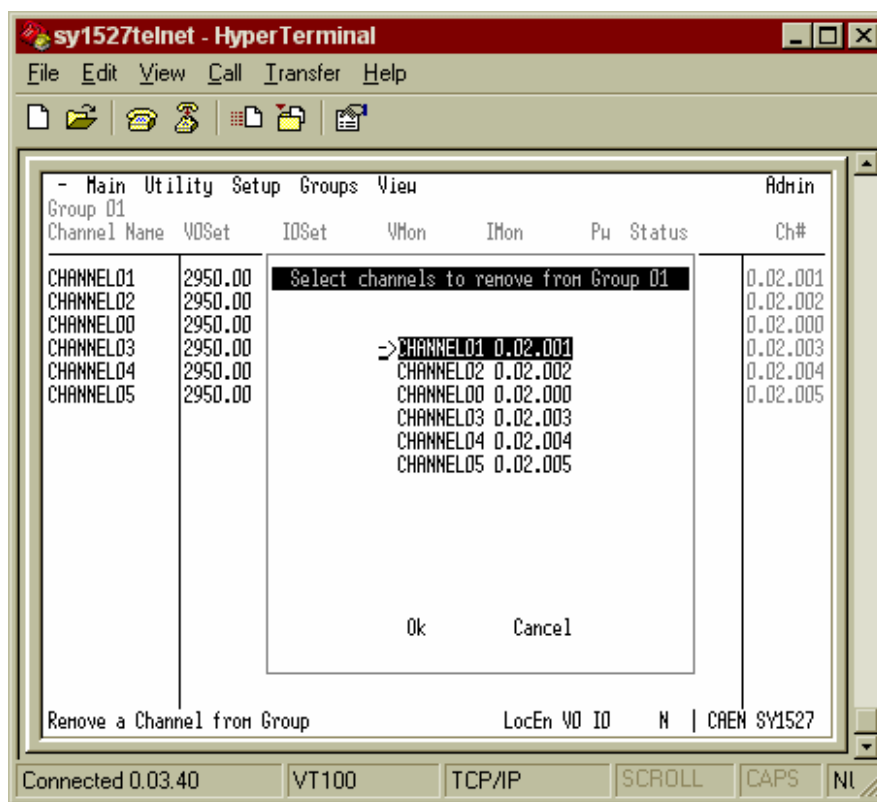 sy1527telnet - HyperTerminal
File Edit View Call Transfer Help
- Main Utility Setup Groups View Admin
Group 01
Channel Name V0Set I0Set VMon IMon Pw Status Ch#
Select channels to remove from Group 01
CHANNEL01 2950.00 0.02.001
CHANNEL02 2950.00 0.02.002
CHANNEL00 2950.00 0.02.000
CHANNEL03 2950.00 =>CHANNEL01 0.02.001 0.02.003
CHANNEL04 2950.00 CHANNEL02 0.02.002 0.02.004
CHANNEL05 2950.00 CHANNEL00 0.02.000 0.02.005
CHANNEL03 0.02.003
CHANNEL04 0.02.004
CHANNEL05 0.02.005
Ok Cancel
Remove a Channel from Group LocEn V0 I0 N | CAEN SY1527
Connected 0.03.40 VT100 TCP/IP SCROLL CAPS NU